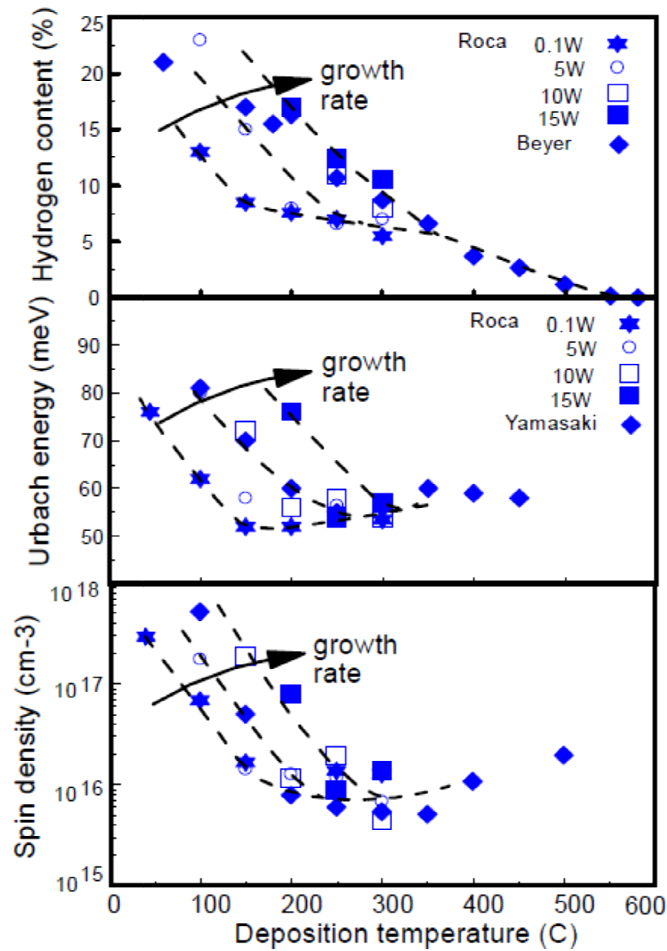 Hydrogen content (%)
25
20
15
10
5
0
Roca 0.1W
5W
10W
15W
Beyer
growth
rate
Urbach energy (meV)
90
80
70
60
50
Roca 0.1W
5W
10W
15W
Yamasaki
growth
rate
Spin density (cm-3)
10 18
10 17
10 16
10 15
growth
rate
0 100 200 300 400 500 600
Deposition temperature (C)